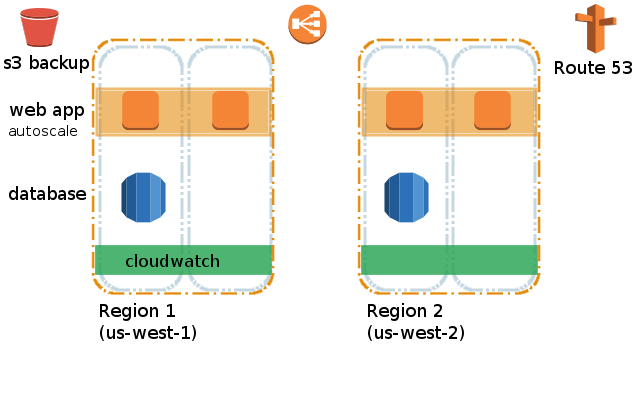 s3 backup
Route 53
web app
autoscale
database
cloudwatch
Region 1
(us-west-1)
Region 2
(us-west-2)